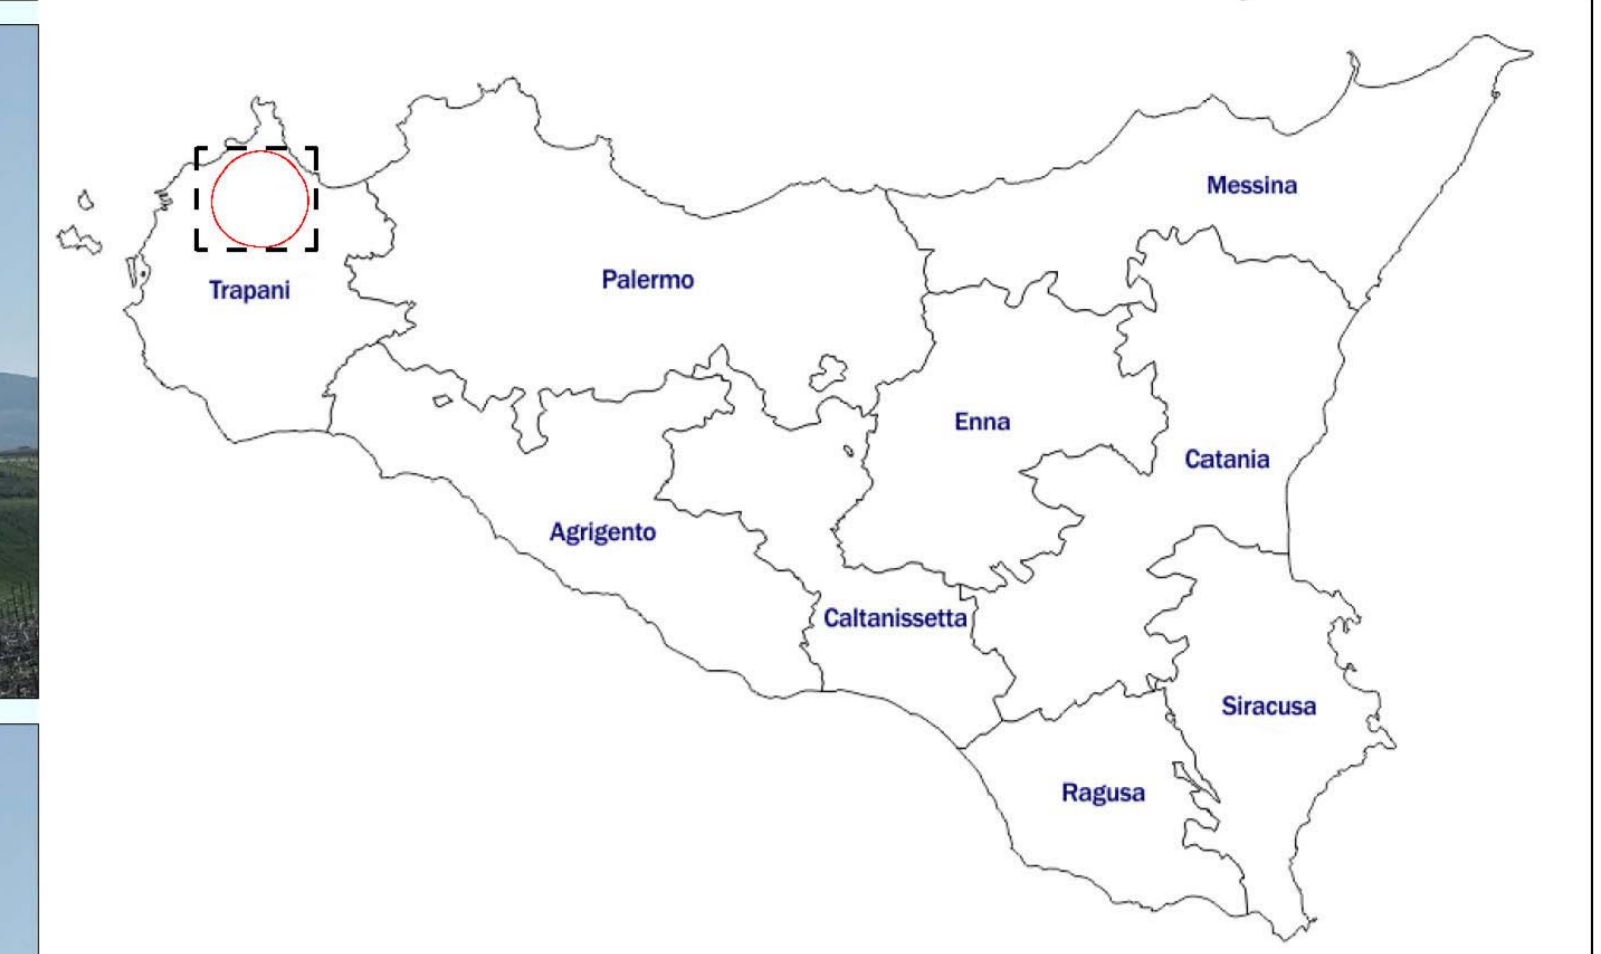 Messina
Palermo
Trapani
Enna
Catania
Agrigento
Caltanissetta
Siracusa
Ragusa